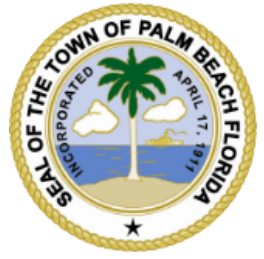 SEAL OF THE TOWN OF PALM BEACH FLORIDA
INCORPORATED
APRIL 17, 1911